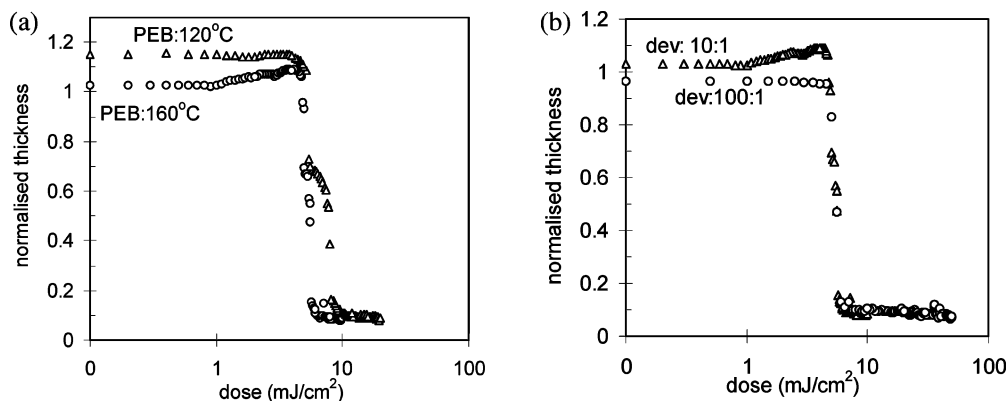 (a)
1.2
1
0.8
0.6
0.4
0.2
0
normalised thickness
PEB:120°C
PEB:160°C
0
1
10
100
dose (mJ/cm²)
(b)
1.2
1
0.8
0.6
0.4
0.2
0
normalised thickness
dev: 10:1
dev:100:1
0
1
10
100
dose (mJ/cm²)